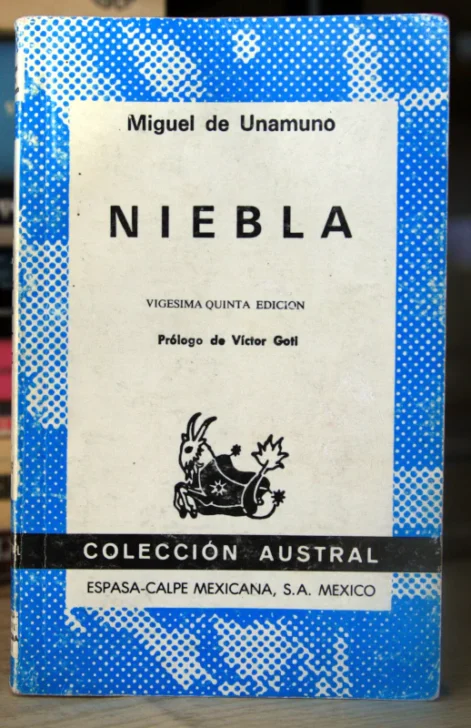 Miguel de Unamuno
NIEBLA
VIGESIMA QUINTA EDICION
Prólogo de Víctor Goti
COLECCIÓN AUSTRAL
ESPASA-CALPE MEXICANA, S.A. MEXICO